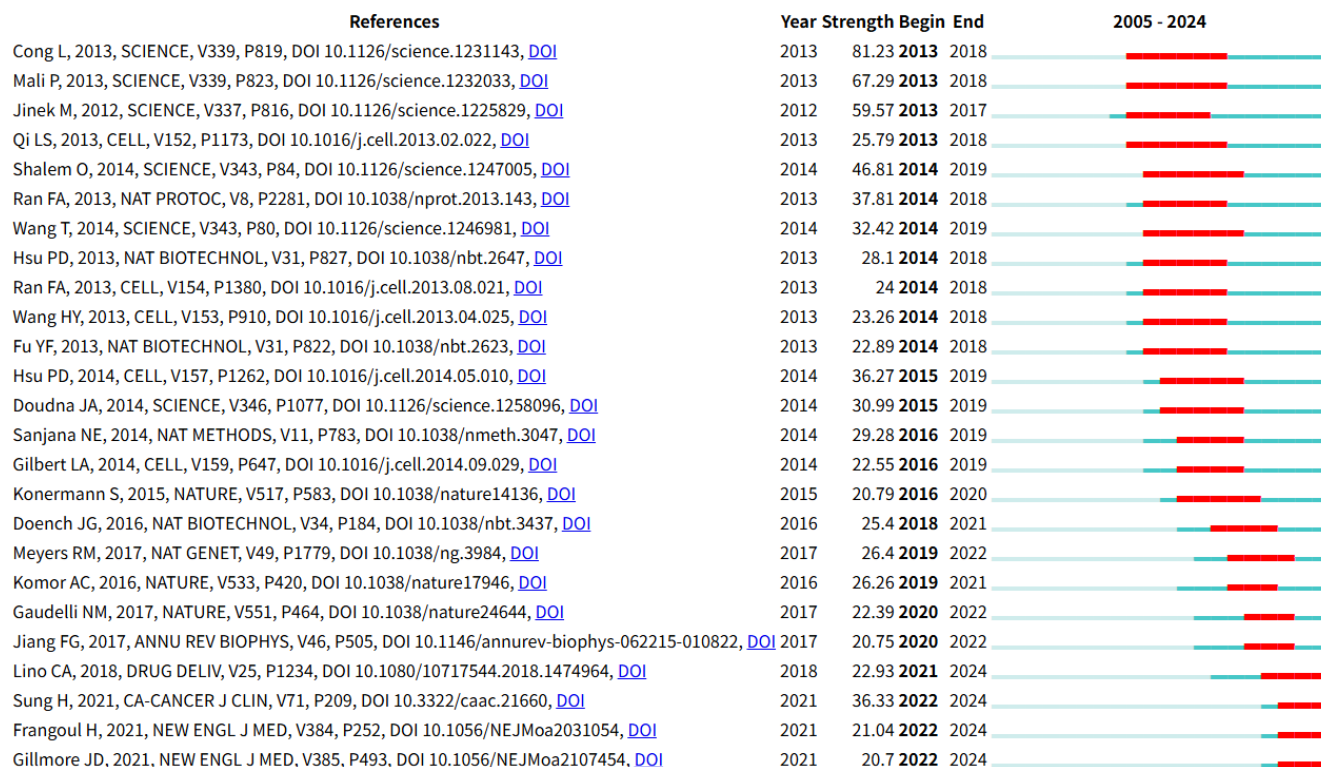 References Year Strength Begin End 2005 - 2024
Cong L, 2013, SCIENCE, V339, P819, DOI 10.1126/science.1231143, DOI 2013 81.23 2013 2018
Mali P, 2013, SCIENCE, V339, P823, DOI 10.1126/science.1232033, DOI 2013 67.29 2013 2018
Jinek M, 2012, SCIENCE, V337, P816, DOI 10.1126/science.1225829, DOI 2012 59.57 2013 2017
Qi LS, 2013, CELL, V152, P1173, DOI 10.1016/j.cell.2013.02.022, DOI 2013 25.79 2013 2018
Shalem O, 2014, SCIENCE, V343, P84, DOI 10.1126/science.1247005, DOI 2014 46.81 2014 2019
Ran FA, 2013, NAT PROTOC, V8, P2281, DOI 10.1038/nprot.2013.143, DOI 2013 37.81 2014 2018
Wang T, 2014, SCIENCE, V343, P80, DOI 10.1126/science.1246981, DOI 2014 32.42 2014 2019
Hsu PD, 2013, NAT BIOTECHNOL, V31, P827, DOI 10.1038/nbt.2647, DOI 2013 28.1 2014 2018
Ran FA, 2013, CELL, V154, P1380, DOI 10.1016/j.cell.2013.08.021, DOI 2013 24 2014 2018
Wang HY, 2013, CELL, V153, P910, DOI 10.1016/j.cell.2013.04.025, DOI 2013 23.26 2014 2018
Fu YF, 2013, NAT BIOTECHNOL, V31, P822, DOI 10.1038/nbt.2623, DOI 2013 22.89 2014 2018
Hsu PD, 2014, CELL, V157, P1262, DOI 10.1016/j.cell.2014.05.010, DOI 2014 36.27 2015 2019
Doudna JA, 2014, SCIENCE, V346, P1077, DOI 10.1126/science.1258096, DOI 2014 30.99 2015 2019
Sanjana NE, 2014, NAT METHODS, V11, P783, DOI 10.1038/nmeth.3047, DOI 2014 29.28 2016 2019
Gilbert LA, 2014, CELL, V159, P647, DOI 10.1016/j.cell.2014.09.029, DOI 2014 22.55 2016 2019
Konermann S, 2015, NATURE, V517, P583, DOI 10.1038/nature14136, DOI 2015 20.79 2016 2020
Doench JG, 2016, NAT BIOTECHNOL, V34, P184, DOI 10.1038/nbt.3437, DOI 2016 25.4 2018 2021
Meyers RM, 2017, NAT GENET, V49, P1779, DOI 10.1038/ng.3984, DOI 2017 26.4 2019 2022
Komor AC, 2016, NATURE, V533, P420, DOI 10.1038/nature17946, DOI 2016 26.26 2019 2021
Gaudelli NM, 2017, NATURE, V551, P464, DOI 10.1038/nature24644, DOI 2017 22.39 2020 2022
Jiang FG, 2017, ANNU REV BIOPHYS, V46, P505, DOI 10.1146/annurev-biophys-062215-010822, DOI 2017 20.75 2020 2022
Lino CA, 2018, DRUG DELIV, V25, P1234, DOI 10.1080/10717544.2018.1474964, DOI 2018 22.93 2021 2024
Sung H, 2021, CA-CANCER J CLIN, V71, P209, DOI 10.3322/caac.21660, DOI 2021 36.33 2022 2024
Frangoul H, 2021, NEW ENGL J MED, V384, P252, DOI 10.1056/NEJMoa2031054, DOI 2021 21.04 2022 2024
Gillmore JD, 2021, NEW ENGL J MED, V385, P493, DOI 10.1056/NEJMoa2107454, DOI 2021 20.7 2022 2024